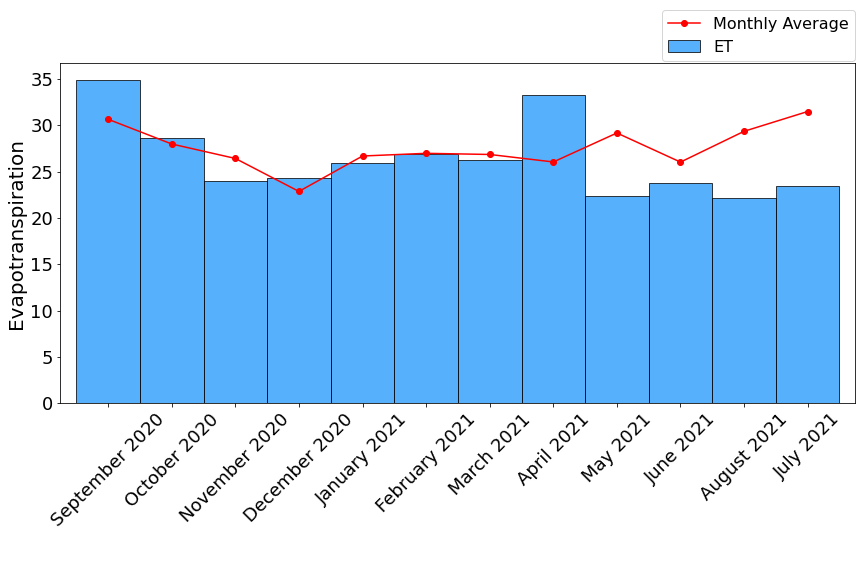 Monthly Average
ET
Evapotranspiration
35
30
25
20
15
10
5
0
September 2020
October 2020
November 2020
December 2020
January 2021
February 2021
March 2021
April 2021
May 2021
June 2021
August 2021
July 2021